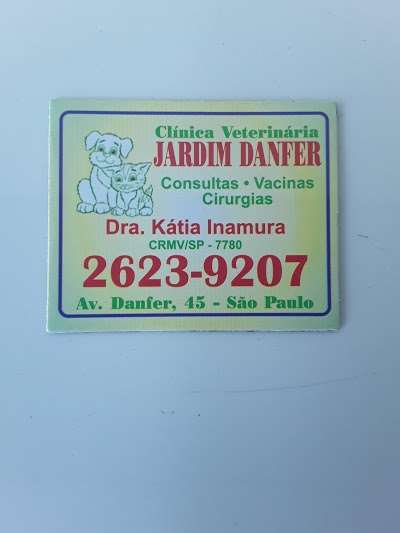 Clínica Veterinária
JARDIM DANFER
Consultas • Vacinas
Cirurgias
Dra. Kátia Inamura
CRMV/SP - 7780
2623-9207
Av. Danfer, 45 - São Paulo